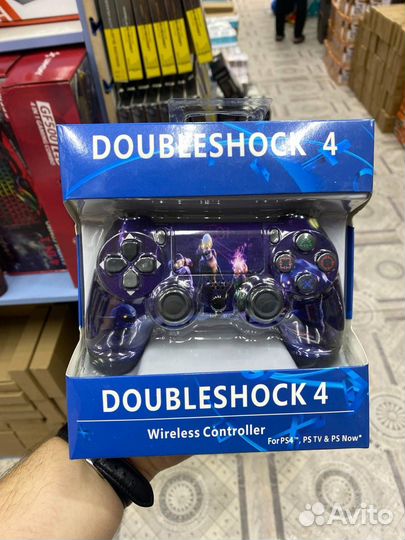 DOUBLESHOCK 4
DOUBLESHOCK 4
Wireless Controller
For PS4™, PS TV & PS Now*
Avito